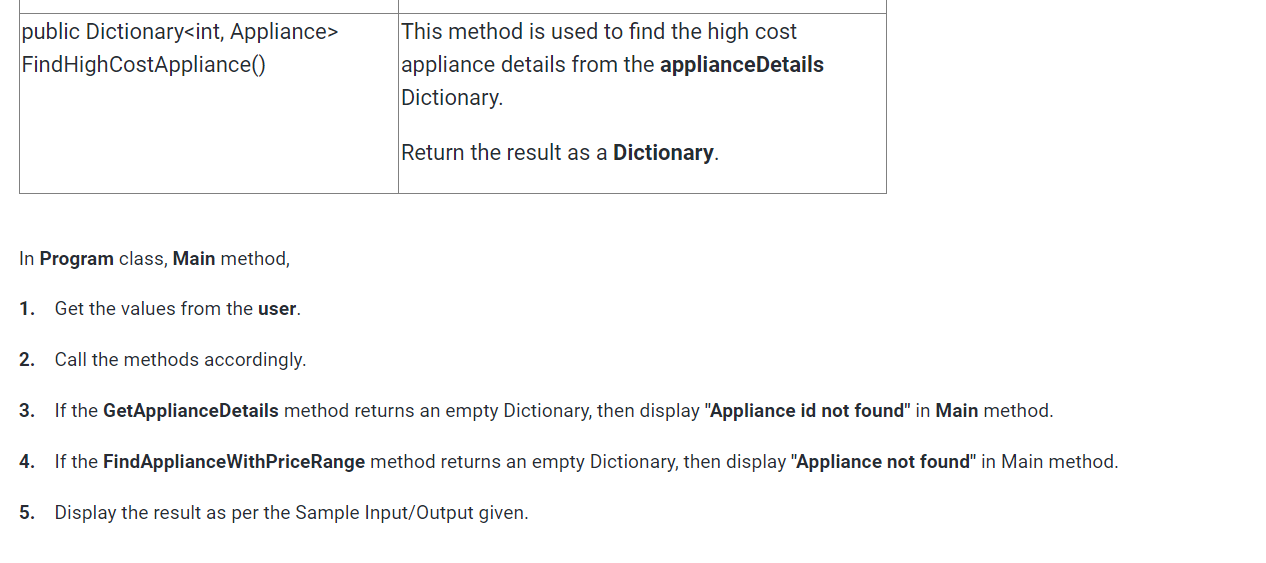 public Dictionary<int, Appliance>
FindHighCostAppliance()
This method is used to find the high cost
appliance details from the applianceDetails
Dictionary.
Return the result as a Dictionary.
In Program class, Main method,
1. Get the values from the user.
2. Call the methods accordingly.
3. If the GetApplianceDetails method returns an empty Dictionary, then display "Appliance id not found" in Main method.
4. If the FindApplianceWithPriceRange method returns an empty Dictionary, then display "Appliance not found" in Main method.
5. Display the result as per the Sample Input/Output given.